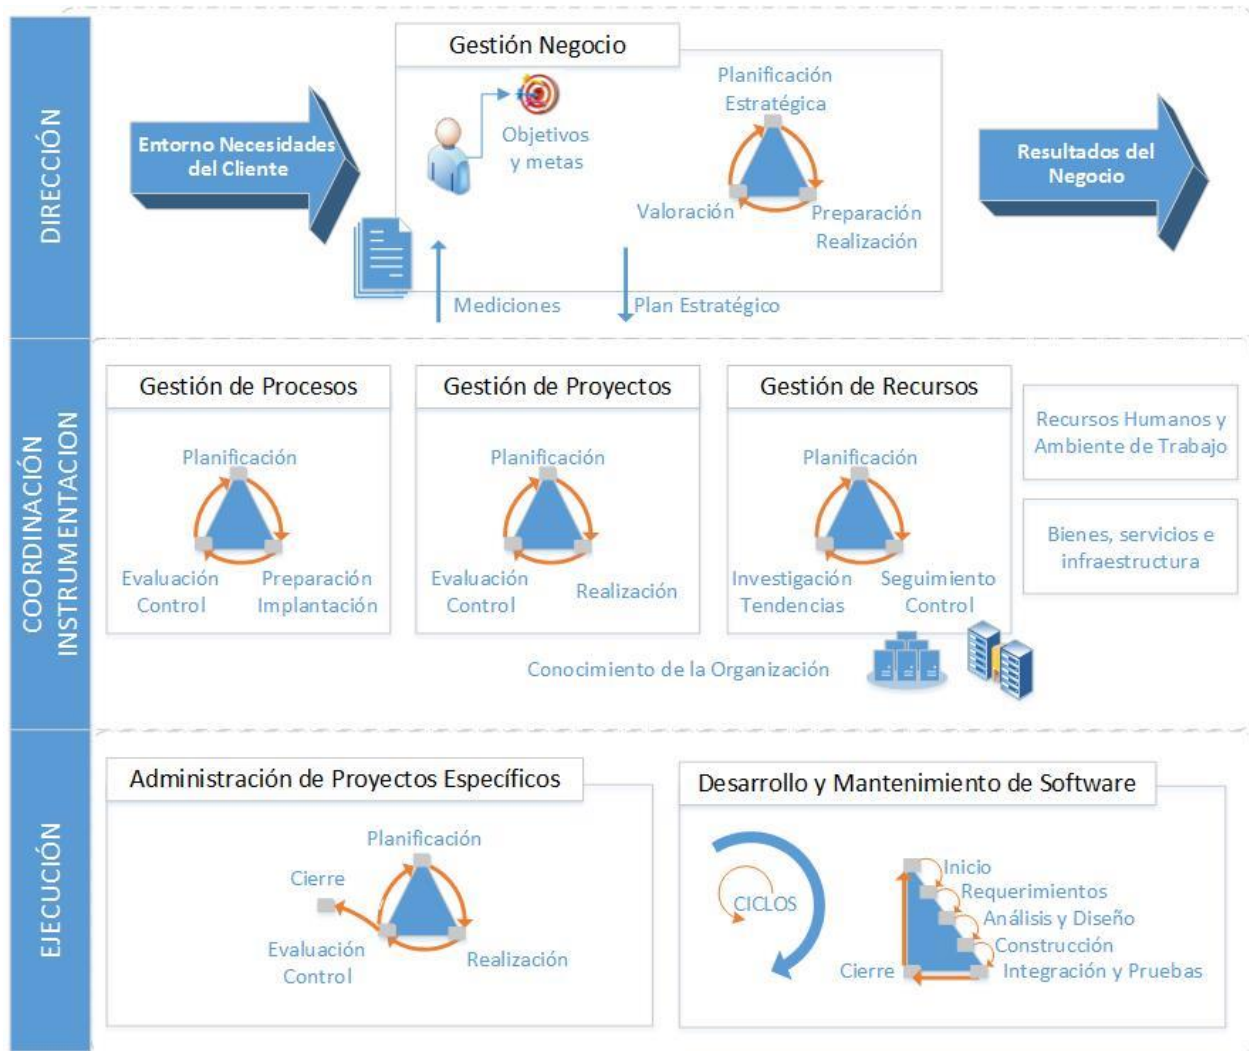 DIRECCIÓN
Gestión Negocio
Entorno Necesidades
del Cliente
Objetivos
y metas
Planificación
Estratégica
Valoración
Preparación
Realización
Resultados del
Negocio
Mediciones
Plan Estratégico
COORDINACIÓN
INSTRUMENTACION
Gestión de Procesos
Planificación
Evaluación
Control
Preparación
Implantación
Gestión de Proyectos
Planificación
Evaluación
Control
Realización
Gestión de Recursos
Planificación
Investigación
Tendencias
Seguimiento
Control
Recursos Humanos y
Ambiente de Trabajo
Bienes, servicios e
infraestructura
Conocimiento de la Organización
EJECUCIÓN
Administración de Proyectos Específicos
Planificación
Cierre
Evaluación
Control
Realización
Desarrollo y Mantenimiento de Software
CICLOS
Inicio
Requerimientos
Análisis y Diseño
Construcción
Cierre
Integración y Pruebas